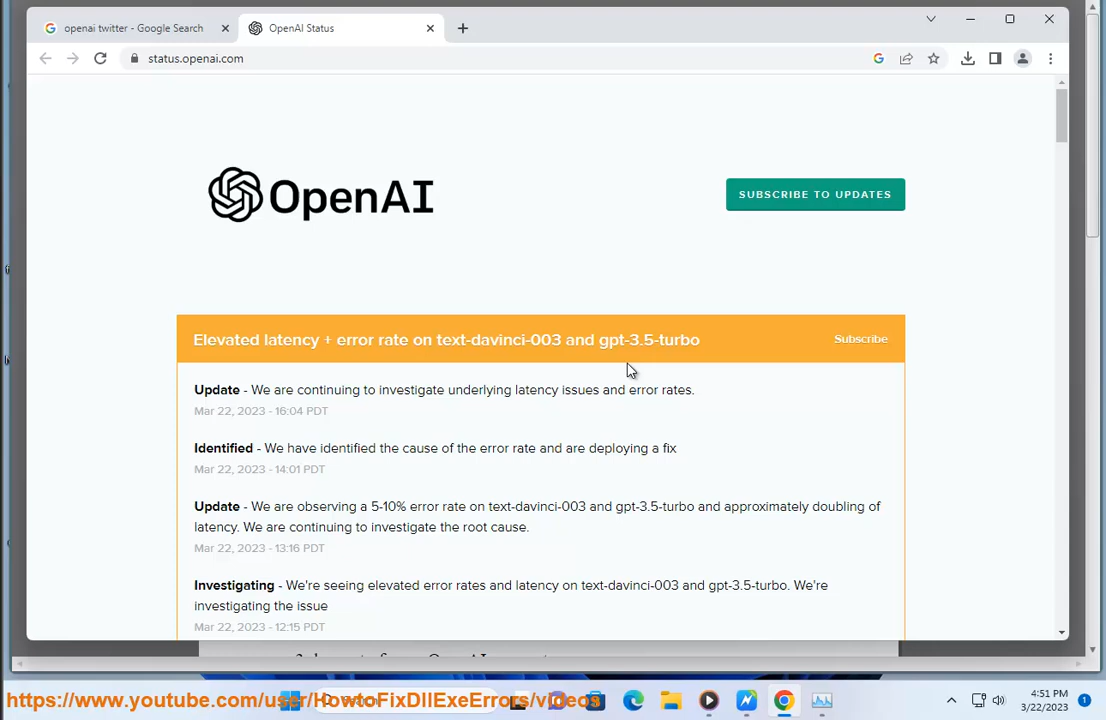 openai twitter - Google Search
OpenAI Status
status.openai.com
OpenAI
SUBSCRIBE TO UPDATES
Elevated latency + error rate on text-davinci-003 and gpt-3.5-turbo
Subscribe
Update - We are continuing to investigate underlying latency issues and error rates.
Mar 22, 2023 - 16:04 PDT
Identified - We have identified the cause of the error rate and are deploying a fix
Mar 22, 2023 - 14:01 PDT
Update - We are observing a 5-10% error rate on text-davinci-003 and gpt-3.5-turbo and approximately doubling of
latency. We are continuing to investigate the root cause.
Mar 22, 2023 - 13:16 PDT
Investigating - We're seeing elevated error rates and latency on text-davinci-003 and gpt-3.5-turbo. We're
investigating the issue
Mar 22, 2023 - 12:15 PDT
https://www.youtube.com/user/HowtoFixDllExeErrors/videos
4:51 PM
3/22/2023
1